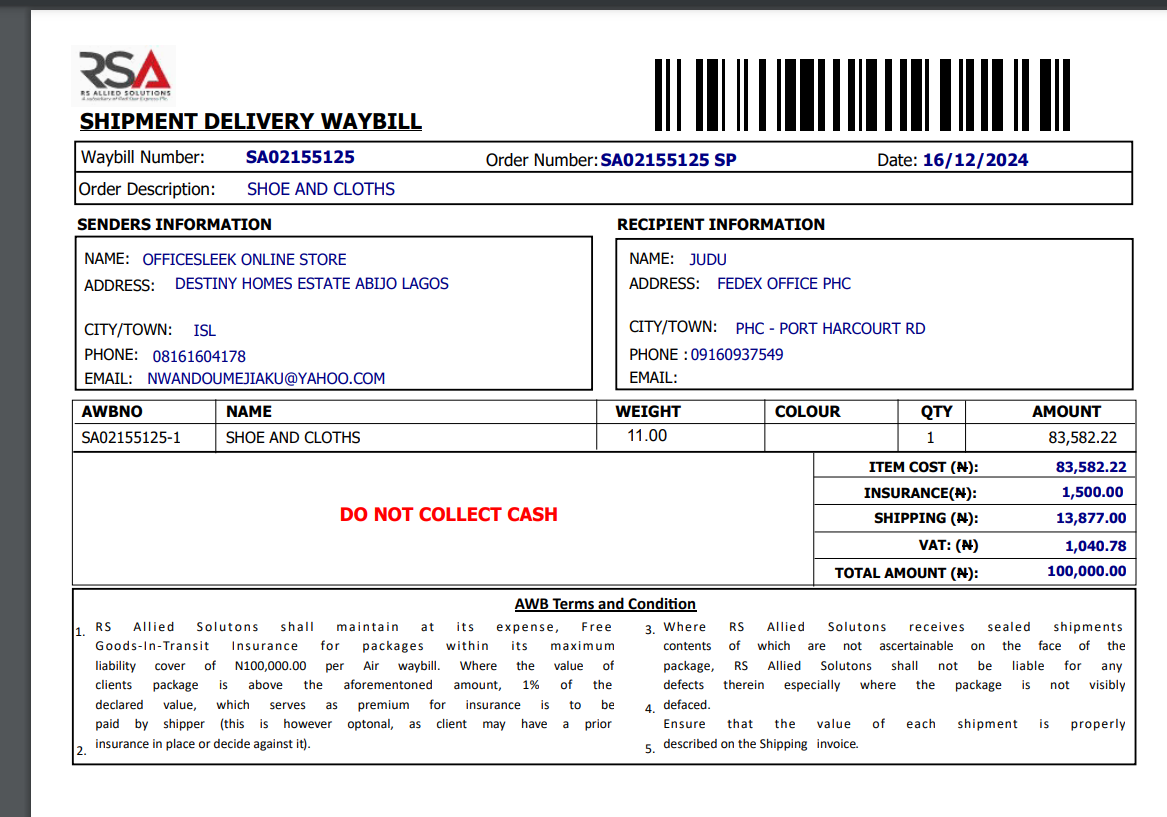 RSA
RS ALLIED SOLUTIONS
A subsidiary of Red Star Express Plc.
SHIPMENT DELIVERY WAYBILL
Waybill Number: SA02155125 Order Number: SA02155125 SP Date: 16/12/2024
Order Description: SHOE AND CLOTHS
SENDERS INFORMATION
NAME: OFFICESLEEK ONLINE STORE
ADDRESS: DESTINY HOMES ESTATE ABIJO LAGOS
CITY/TOWN: ISL
PHONE: 08161604178
EMAIL: NWANDOUMEJIAKU@YAHOO.COM
RECIPIENT INFORMATION
NAME: JUDU
ADDRESS: FEDEX OFFICE PHC
CITY/TOWN: PHC - PORT HARCOURT RD
PHONE : 09160937549
EMAIL:
AWBNO NAME WEIGHT COLOUR QTY AMOUNT
SA02155125-1 SHOE AND CLOTHS 11.00 1 83,582.22
DO NOT COLLECT CASH
ITEM COST (₦): 83,582.22
INSURANCE(₦): 1,500.00
SHIPPING (₦): 13,877.00
VAT: (₦) 1,040.78
TOTAL AMOUNT (₦): 100,000.00
AWB Terms and Condition
1. RS Allied Solutons shall maintain at its expense, Free
Goods-In-Transit Insurance for packages within its maximum
liability cover of N100,000.00 per Air waybill. Where the value of
clients package is above the aforementoned amount, 1% of the
declared value, which serves as premium for insurance is to be
paid by shipper (this is however optonal, as client may have a prior
2. insurance in place or decide against it).
3. Where RS Allied Solutons receives sealed shipments
contents of which are not ascertainable on the face of the
package, RS Allied Solutons shall not be liable for any
defects therein especially where the package is not visibly
4. defaced.
Ensure that the value of each shipment is properly
5. described on the Shipping invoice.